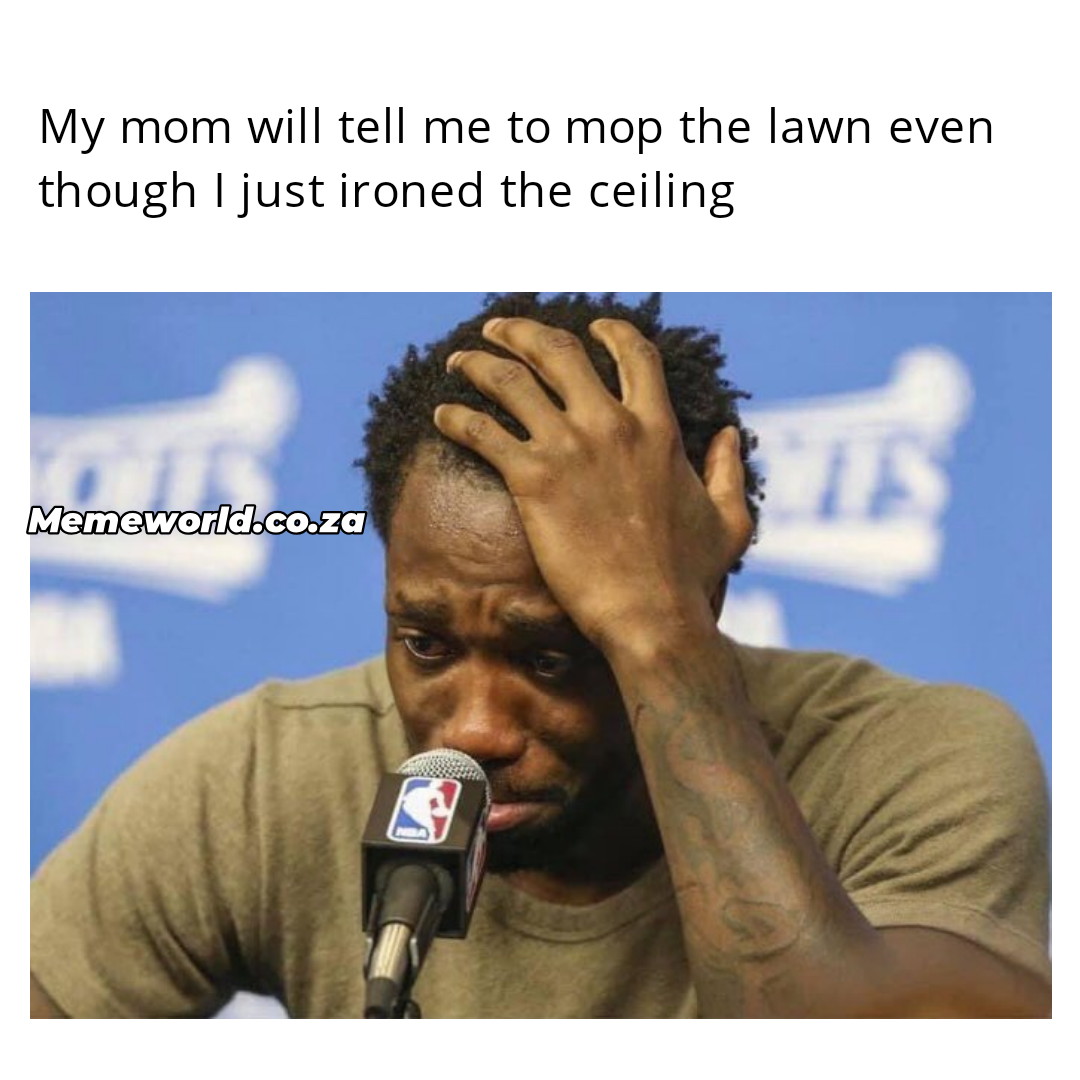 My mom will tell me to mop the lawn even
though I just ironed the ceiling
Memeworld.co.za
NBA